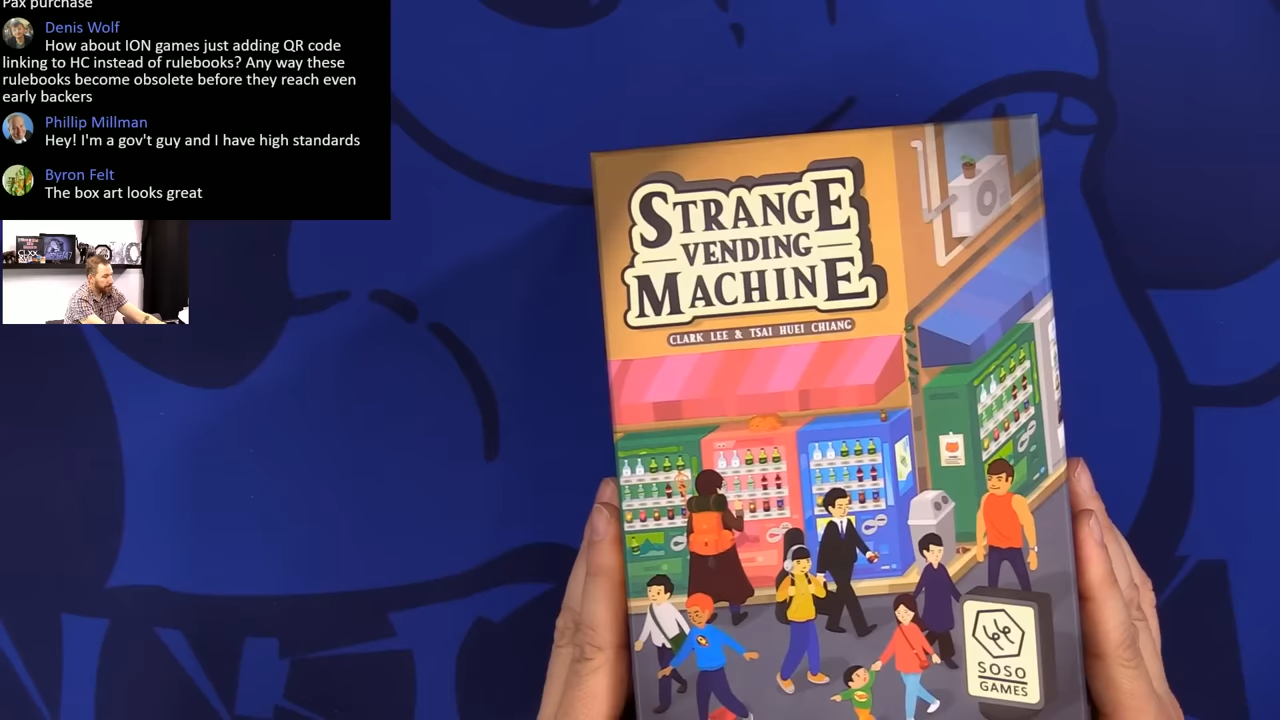 Pax purchase
Denis Wolf
How about ION games just adding QR code
linking to HC instead of rulebooks? Any way these
rulebooks become obsolete before they reach even
early backers
Phillip Millman
Hey! I'm a gov't guy and I have high standards
Byron Felt
The box art looks great
STRANGE
VENDING
MACHINE
CLARK LEE & TSAI HUEI CHIANG
SOSO
GAMES